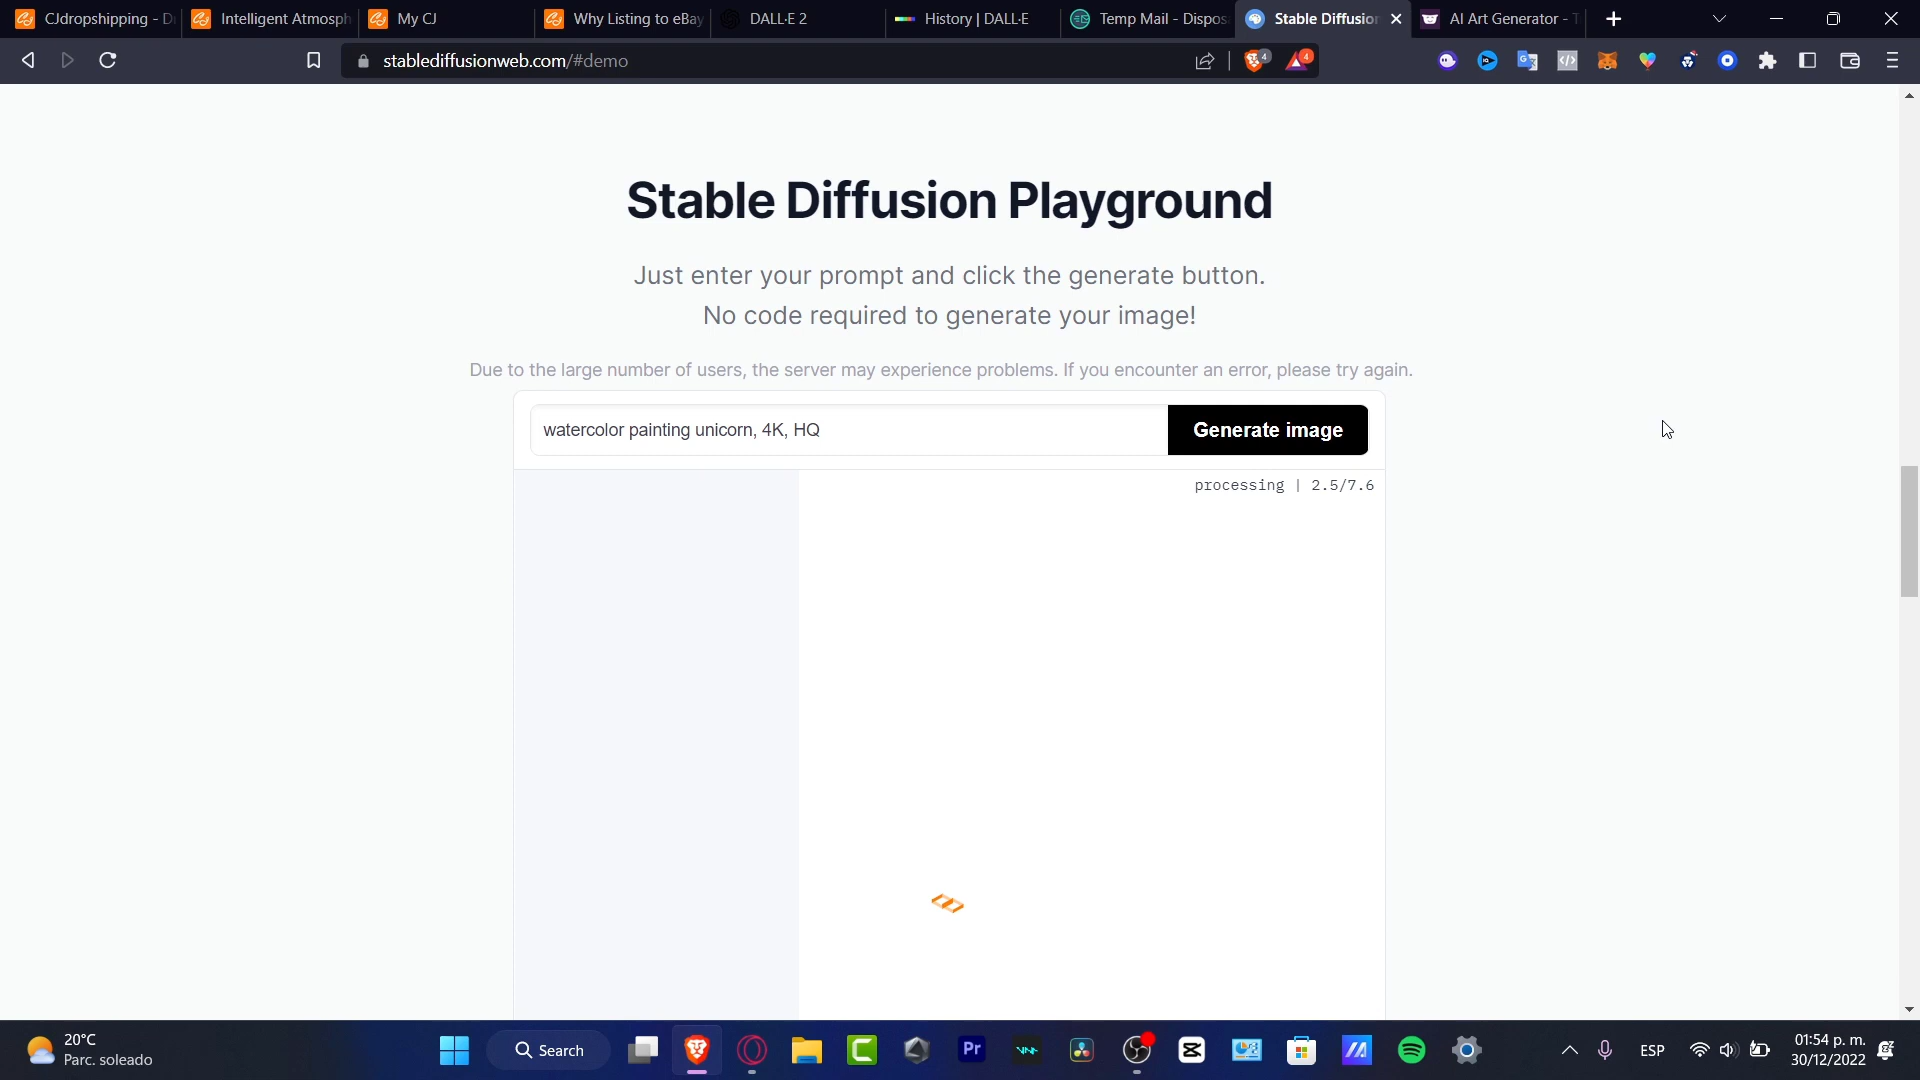 CJdropshipping - D
Intelligent Atmosph
My CJ
Why Listing to eBay
DALL·E 2
History | DALL·E
Temp Mail - Dispos
Stable Diffusion
AI Art Generator - T
stablediffusionweb.com/#demo
4
4
Stable Diffusion Playground
Just enter your prompt and click the generate button.
No code required to generate your image!
Due to the large number of users, the server may experience problems. If you encounter an error, please try again.
watercolor painting unicorn, 4K, HQ
Generate image
processing | 2.5/7.6
20°C
Parc. soleado
Search
Pr
ESP
01:54 p. m.
30/12/2022